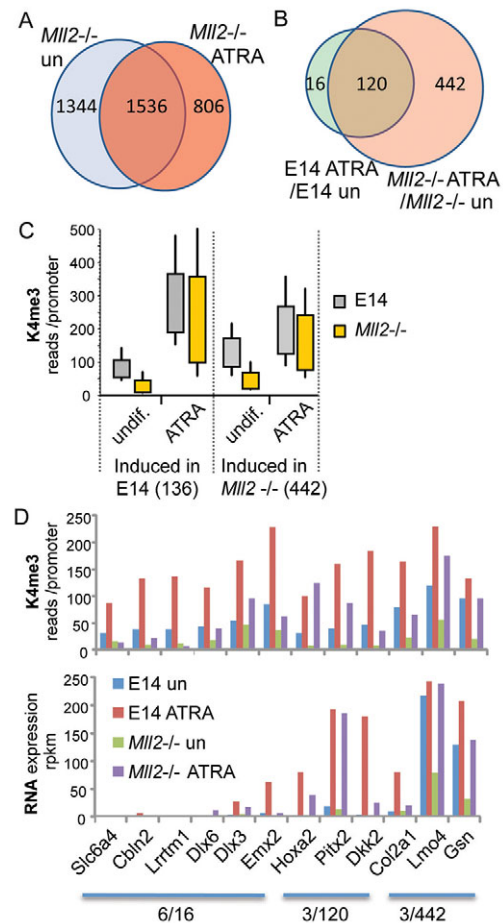 A
Mll2-/-
un
Mll2-/-
ATRA
1344
1536
806
B
16
120
442
E14 ATRA
/E14 un
Mll2-/- ATRA
/Mll2-/- un
C
K4me3
reads /promoter
500
400
300
200
100
0
E14
Mll2-/-
undif.
ATRA
undif.
ATRA
Induced in
E14 (136)
Induced in
Mll2 -/- (442)
D
K4me3
reads /promoter
250
200
150
100
50
0
RNA expression
rpkm
250
200
150
100
50
0
E14 un
E14 ATRA
Mll2-/- un
Mll2-/- ATRA
Slc6a4
Cbln2
Lrrtm1
Dlx6
Dlx3
Emx2
Hoxa2
Pitx2
Dkk2
Col2a1
Lmo4
Gsn
6/16
3/120
3/442